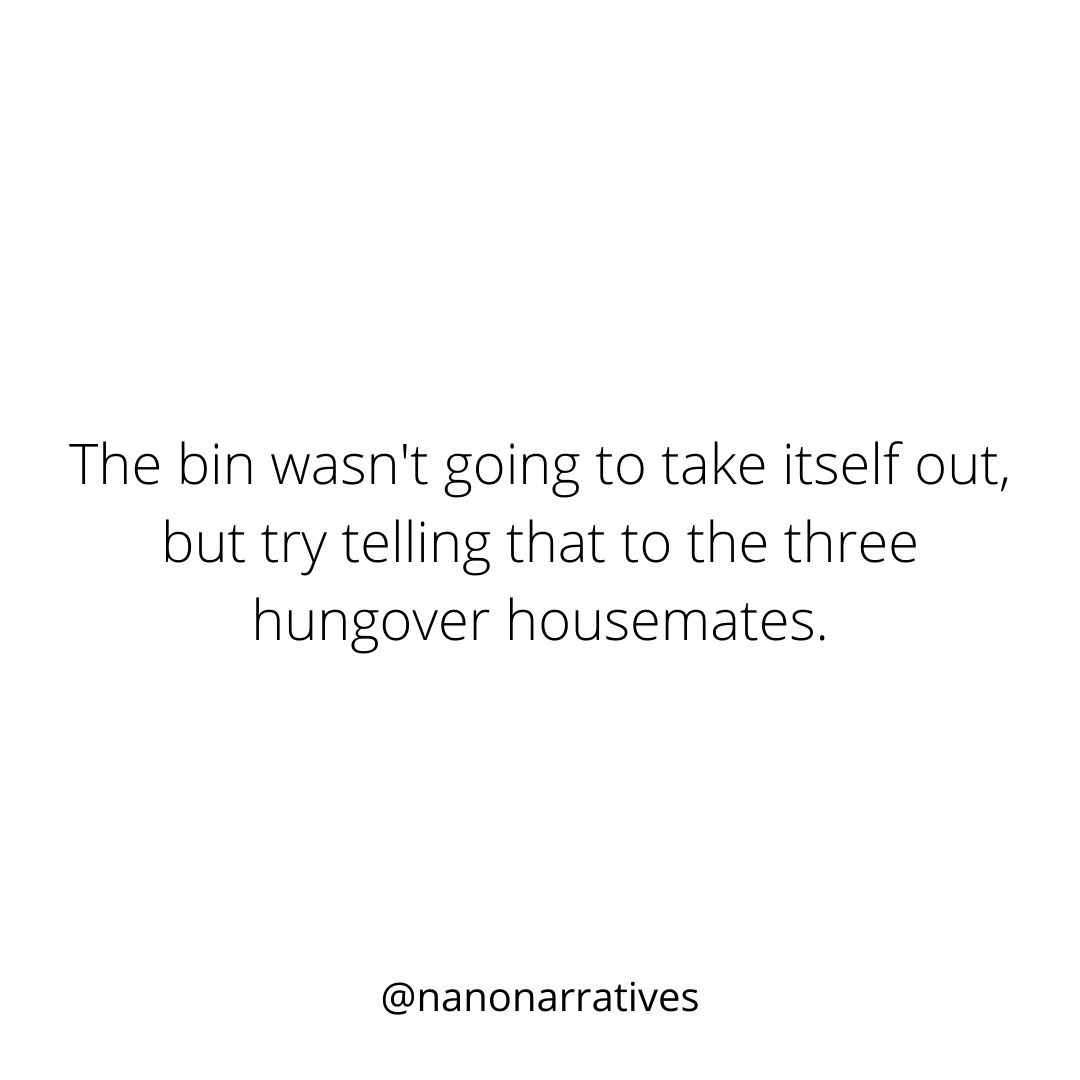 The bin wasn't going to take itself out,
but try telling that to the three
hungover housemates.
@nanonarratives